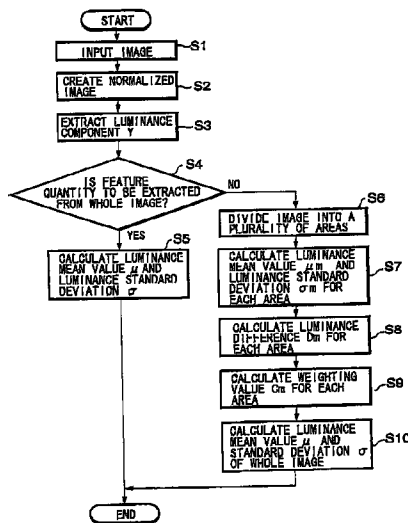 START
INPUT IMAGE
S1
CREATE NORMALIZED
IMAGE
S2
EXTRACT LUMINANCE
COMPONENT Y
S3
S4
IS FEATURE
QUANTITY TO BE EXTRACTED
FROM WHOLE IMAGE?
NO
YES
S5
CALCULATE LUMINANCE
MEAN VALUE μ AND
LUMINANCE STANDARD
DEVIATION σ
S6
DIVIDE IMAGE INTO A
PLURALITY OF AREAS
CALCULATE LUMINANCE
MEAN VALUE μm AND
LUMINANCE STANDARD
DEVIATION σm FOR
EACH AREA
S7
CALCULATE LUMINANCE
DIFFERENCE Dm FOR
EACH AREA
S8
CALCULATE WEIGHTING
VALUE Cm FOR EACH
AREA
S9
CALCULATE LUMINANCE
MEAN VALUE μ AND
STANDARD DEVIATION σ
OF WHOLE IMAGE
S10
END